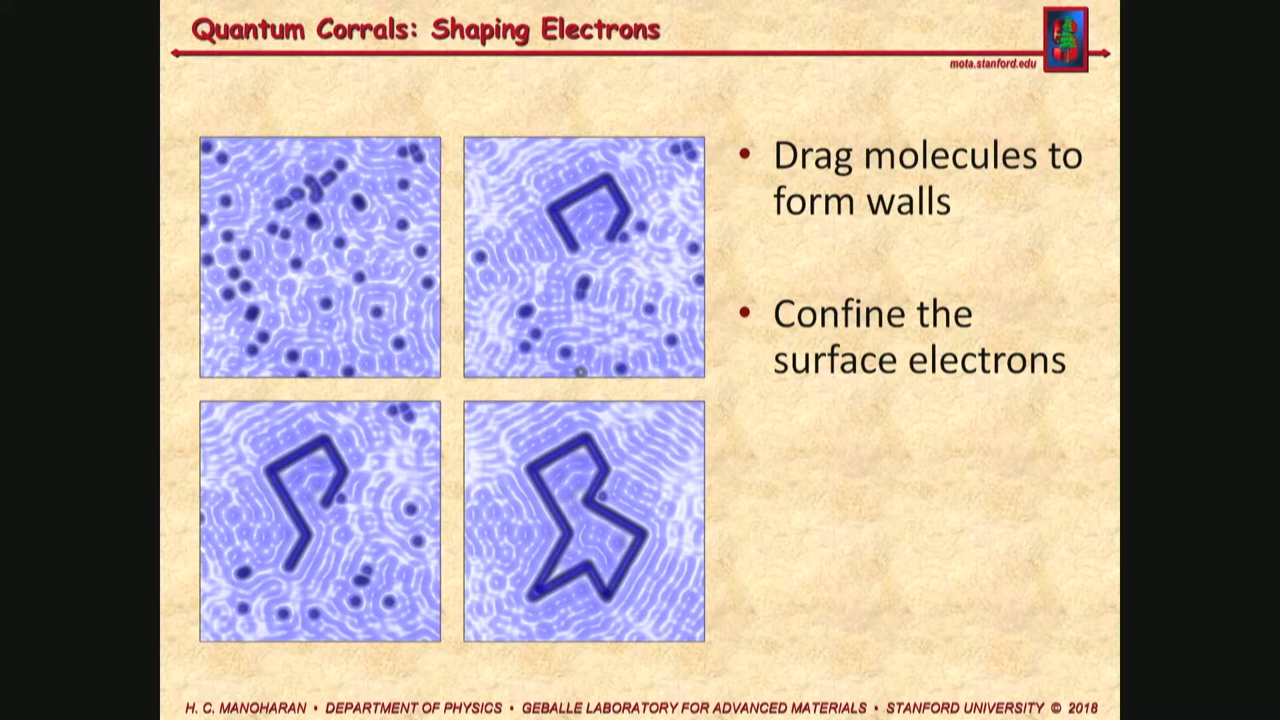 Quantum Corrals: Shaping Electrons
mota.stanford.edu
• Drag molecules to
form walls
• Confine the
surface electrons
H. C. MANOHARAN • DEPARTMENT OF PHYSICS • GEBALLE LABORATORY FOR ADVANCED MATERIALS • STANFORD UNIVERSITY © 2018